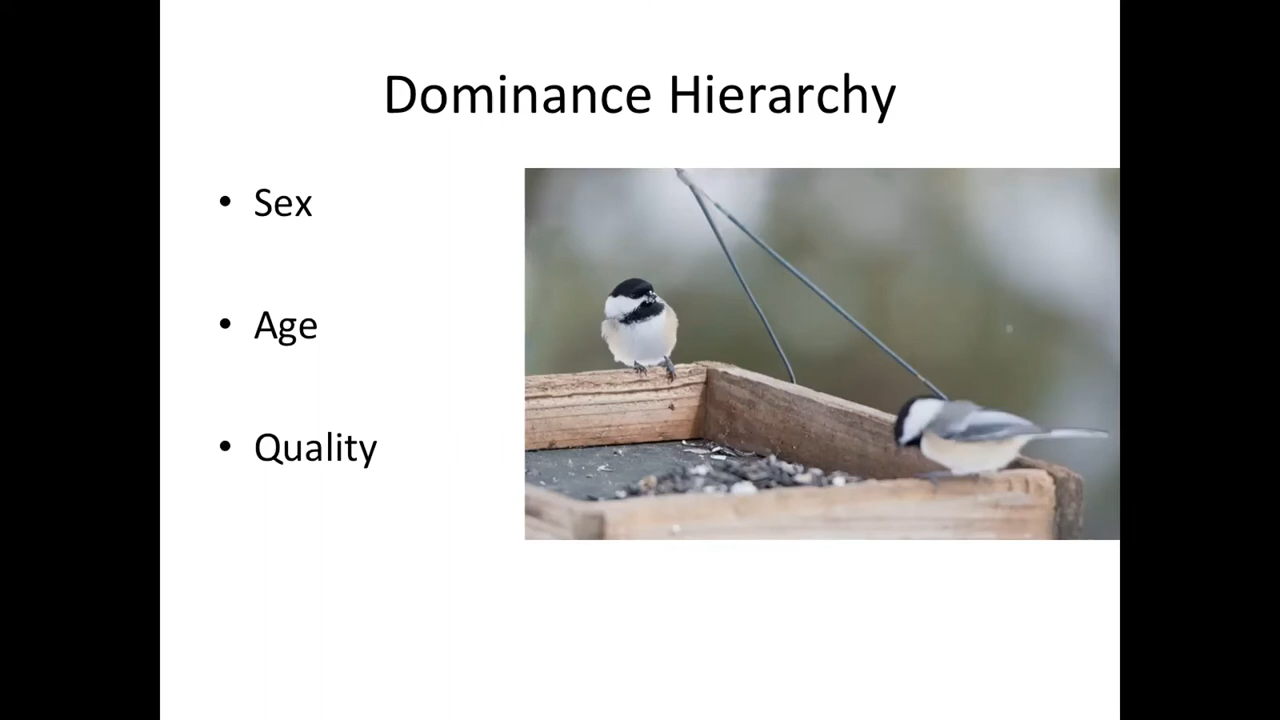 Dominance Hierarchy
• Sex
• Age
• Quality